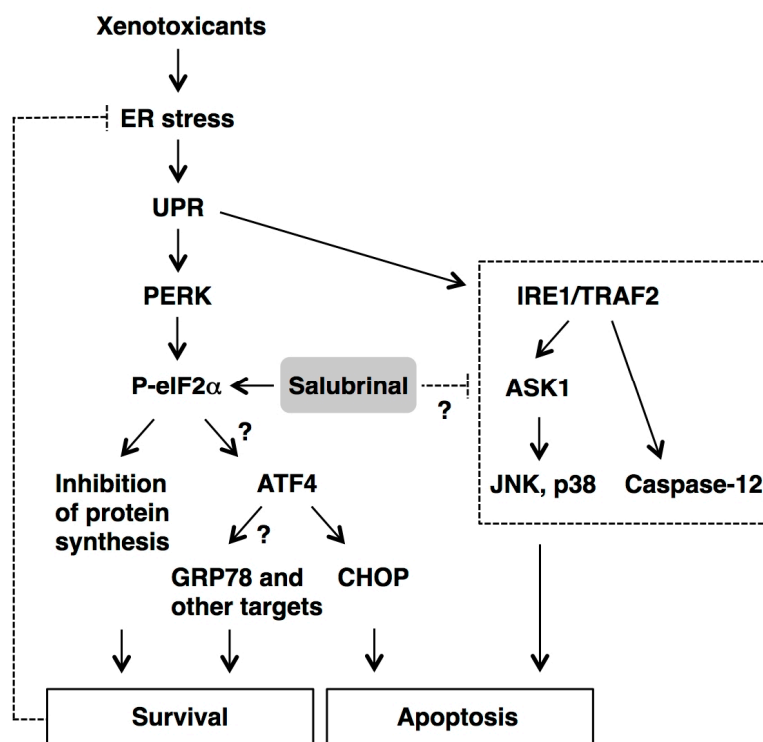 Xenotoxicants
ER stress
UPR
PERK
IRE1/TRAF2
P-eIF2α
Salubrinal
?
ASK1
?
Inhibition
of protein
synthesis
ATF4
JNK, p38
Caspase-12
?
GRP78 and
other targets
CHOP
Survival
Apoptosis